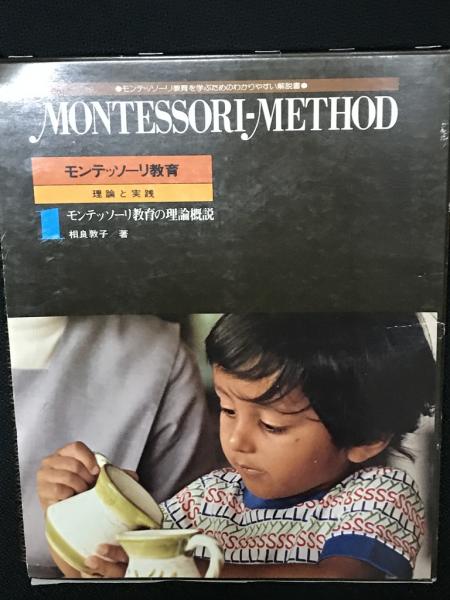 ●モンテッソーリ教育を学ぶためのわかりやすい解説書●
MONTESSORI-METHOD
モンテッソーリ教育
理論と実践
1 モンテッソーリ教育の理論概説
相良敦子/著